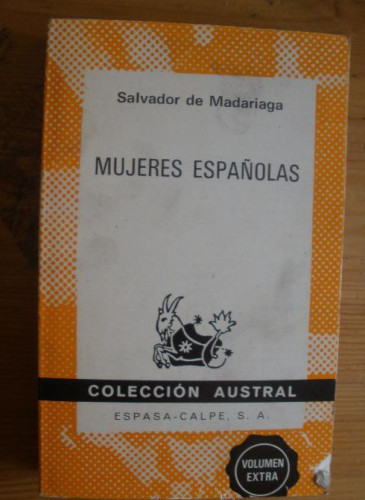 Salvador de Madariaga
MUJERES ESPAÑOLAS
COLECCIÓN AUSTRAL
ESPASA-CALPE, S. A.
VOLUMEN
EXTRA